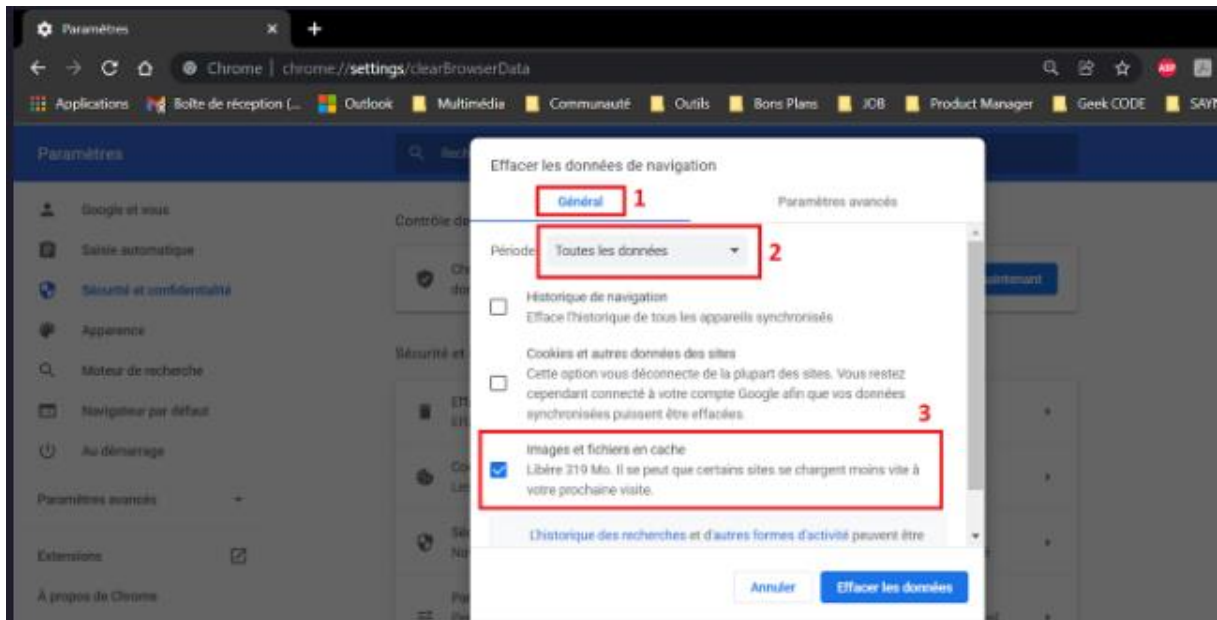 Paramètres
Chrome | chrome://settings/clearBrowserData
ABP
Applications Boîte de réception (... Outlook Multimédia Communauté Outils Bons Plans JOB Product Manager Geek CODE SAYN
Paramètres
Rech
Effacer les données de navigation
Général 1 Paramètres avancés
Google et vous
Contrôle de
Saisie automatique
Période Toutes les données 2
Sécurité et confidentialité
Ch
maintenant
Historique de navigation
Efface l'historique de tous les appareils synchronisés
Apparence
Sécurité et
Moteur de recherche
Cookies et autres données des sites
Cette option vous déconnecte de la plupart des sites. Vous restez
cependant connecté à votre compte Google afin que vos données
synchronisées puissent être effacées.
3
Navigateur par défaut
Au démarrage
Images et fichiers en cache
Libère 319 Mo. Il se peut que certains sites se chargent moins vite à
votre prochaine visite.
Paramètres avancés
L'historique des recherches et d'autres formes d'activité peuvent être
Extensions
À propos de Chrome
Annuler Effacer les données